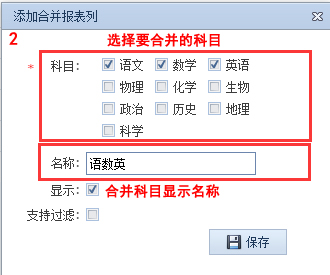 添加合并报表列
2 选择要合并的科目
* 科目: 语文 数学 英语
物理 化学 生物
政治 历史 地理
科学
名称: 语数英
显示: 合并科目显示名称
支持过滤:
保存